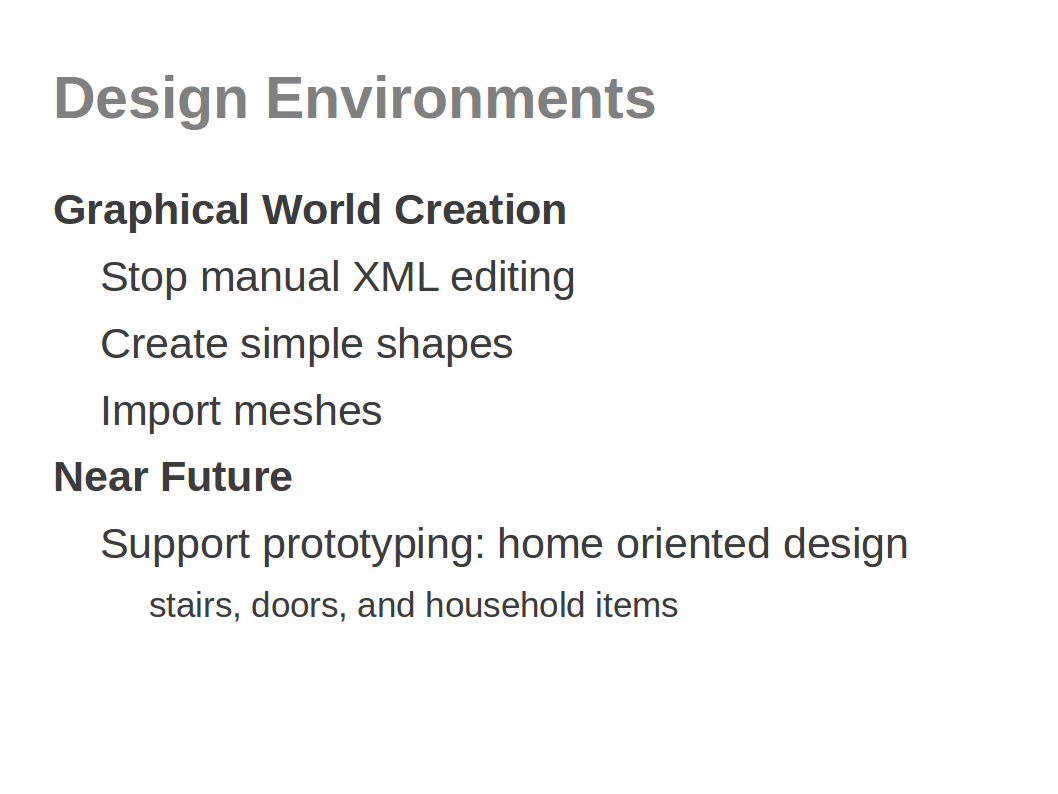 Design Environments
Graphical World Creation
Stop manual XML editing
Create simple shapes
Import meshes
Near Future
Support prototyping: home oriented design
stairs, doors, and household items